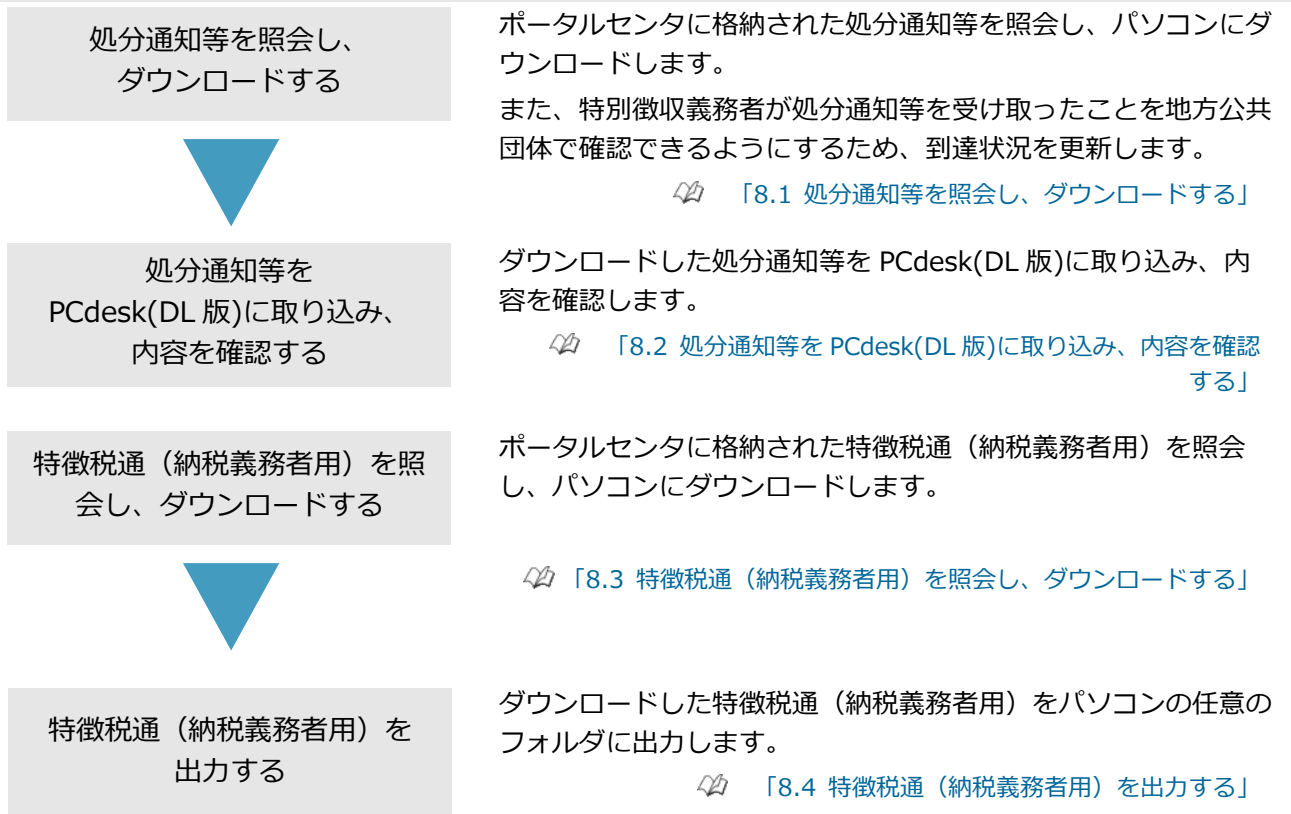 処分通知等を照会し、
ダウンロードする
ポータルセンタに格納された処分通知等を照会し、パソコンにダ
ウンロードします。
また、特別徴収義務者が処分通知等を受け取ったことを地方公共
団体で確認できるようにするため、到達状況を更新します。
「8.1 処分通知等を照会し、ダウンロードする」
処分通知等を
PCdesk(DL 版)に取り込み、
内容を確認する
ダウンロードした処分通知等を PCdesk(DL 版)に取り込み、内
容を確認します。
「8.2 処分通知等を PCdesk(DL 版)に取り込み、内容を確認
する」
特徴税通（納税義務者用）を照
会し、ダウンロードする
ポータルセンタに格納された特徴税通（納税義務者用）を照会
し、パソコンにダウンロードします。
「8.3 特徴税通（納税義務者用）を照会し、ダウンロードする」
特徴税通（納税義務者用）を
出力する
ダウンロードした特徴税通（納税義務者用）をパソコンの任意の
フォルダに出力します。
「8.4 特徴税通（納税義務者用）を出力する」